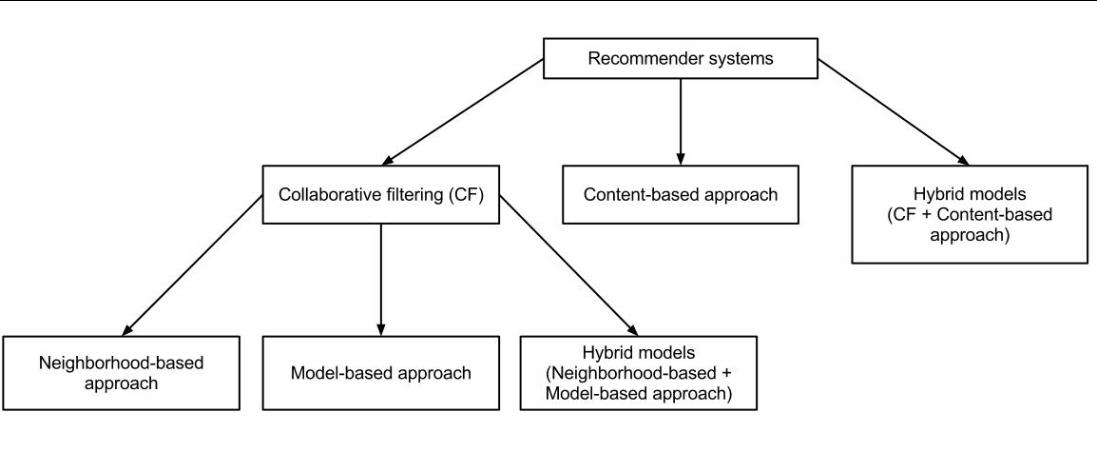 Recommender systems
Collaborative filtering (CF)
Content-based approach
Hybrid models
(CF + Content-based
approach)
Neighborhood-based
approach
Model-based approach
Hybrid models
(Neighborhood-based +
Model-based approach)